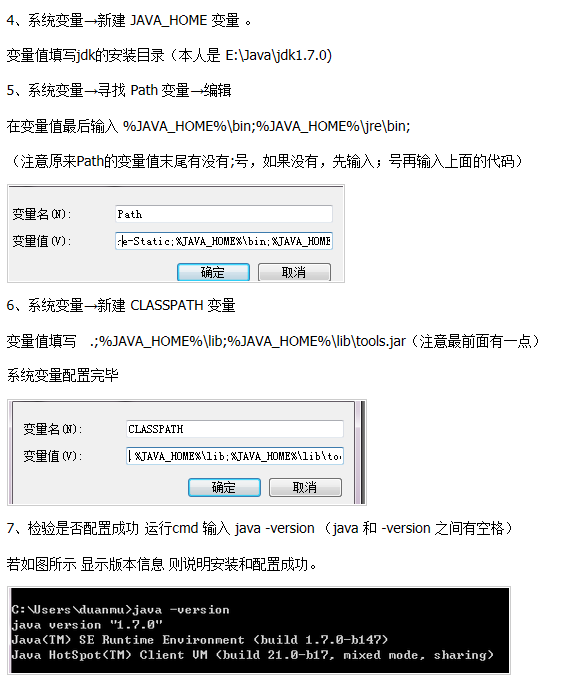 4、系统变量→新建 JAVA_HOME 变量 。
变量值填写jdk的安装目录（本人是 E:\Java\jdk1.7.0)
5、系统变量→寻找 Path 变量→编辑
在变量值最后输入 %JAVA_HOME%\bin;%JAVA_HOME%\jre\bin;
（注意原来Path的变量值末尾有没有;号，如果没有，先输入；号再输入上面的代码）
变量名(N): Path
变量值(V): re-Static;%JAVA_HOME%\bin;%JAVA_HOME
确定 取消
6、系统变量→新建 CLASSPATH 变量
变量值填写 .;%JAVA_HOME%\lib;%JAVA_HOME%\lib\tools.jar（注意最前面有一点）
系统变量配置完毕
变量名(N): CLASSPATH
变量值(V): %JAVA_HOME%\lib;%JAVA_HOME%\lib\to
确定 取消
7、检验是否配置成功 运行cmd 输入 java -version （java 和 -version 之间有空格）
若如图所示 显示版本信息 则说明安装和配置成功。
C:\Users\duanmu>java -version
java version "1.7.0"
Java(TM) SE Runtime Environment (build 1.7.0-b147)
Java HotSpot(TM) Client VM (build 21.0-b17, mixed mode, sharing)